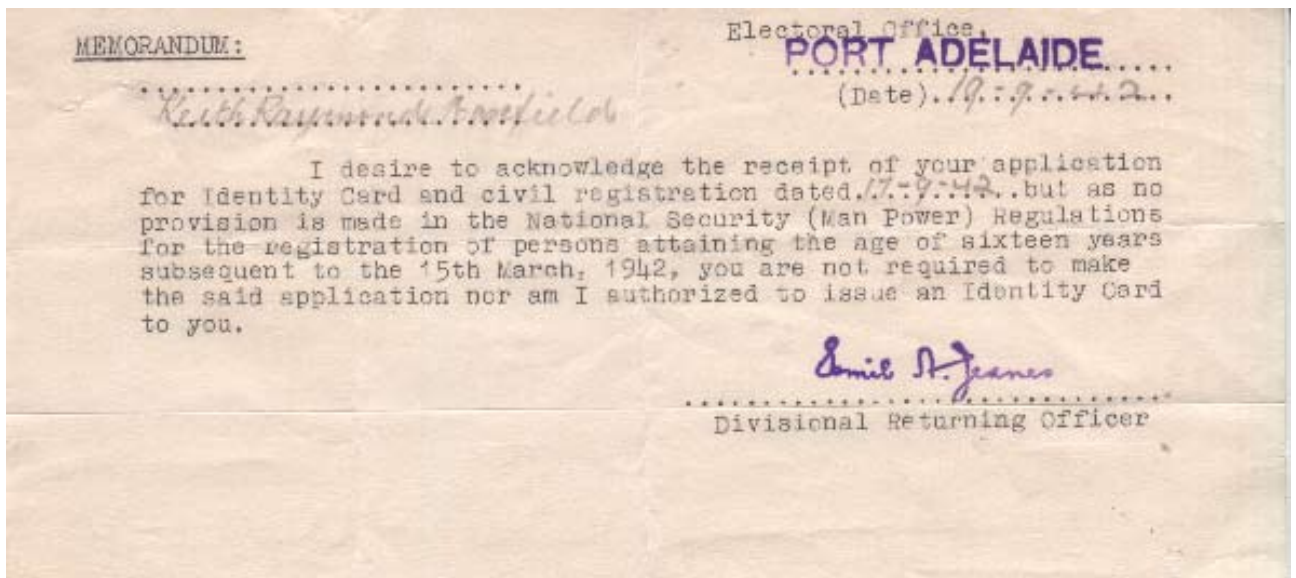 MEMORANDUM:
Electoral Office,
PORT ADELAIDE
(Date) 19-9-42
Keith Raymond
I desire to acknowledge the receipt of your application
for Identity Card and civil registration dated 17-9-42 but as no
provision is made in the National Security (Man Power) Regulations
for the registration of persons attaining the age of sixteen years
subsequent to the 15th March, 1942, you are not required to make
the said application nor am I authorized to issue an Identity Card
to you.
Emil A. Jeanes
Divisional Returning Officer